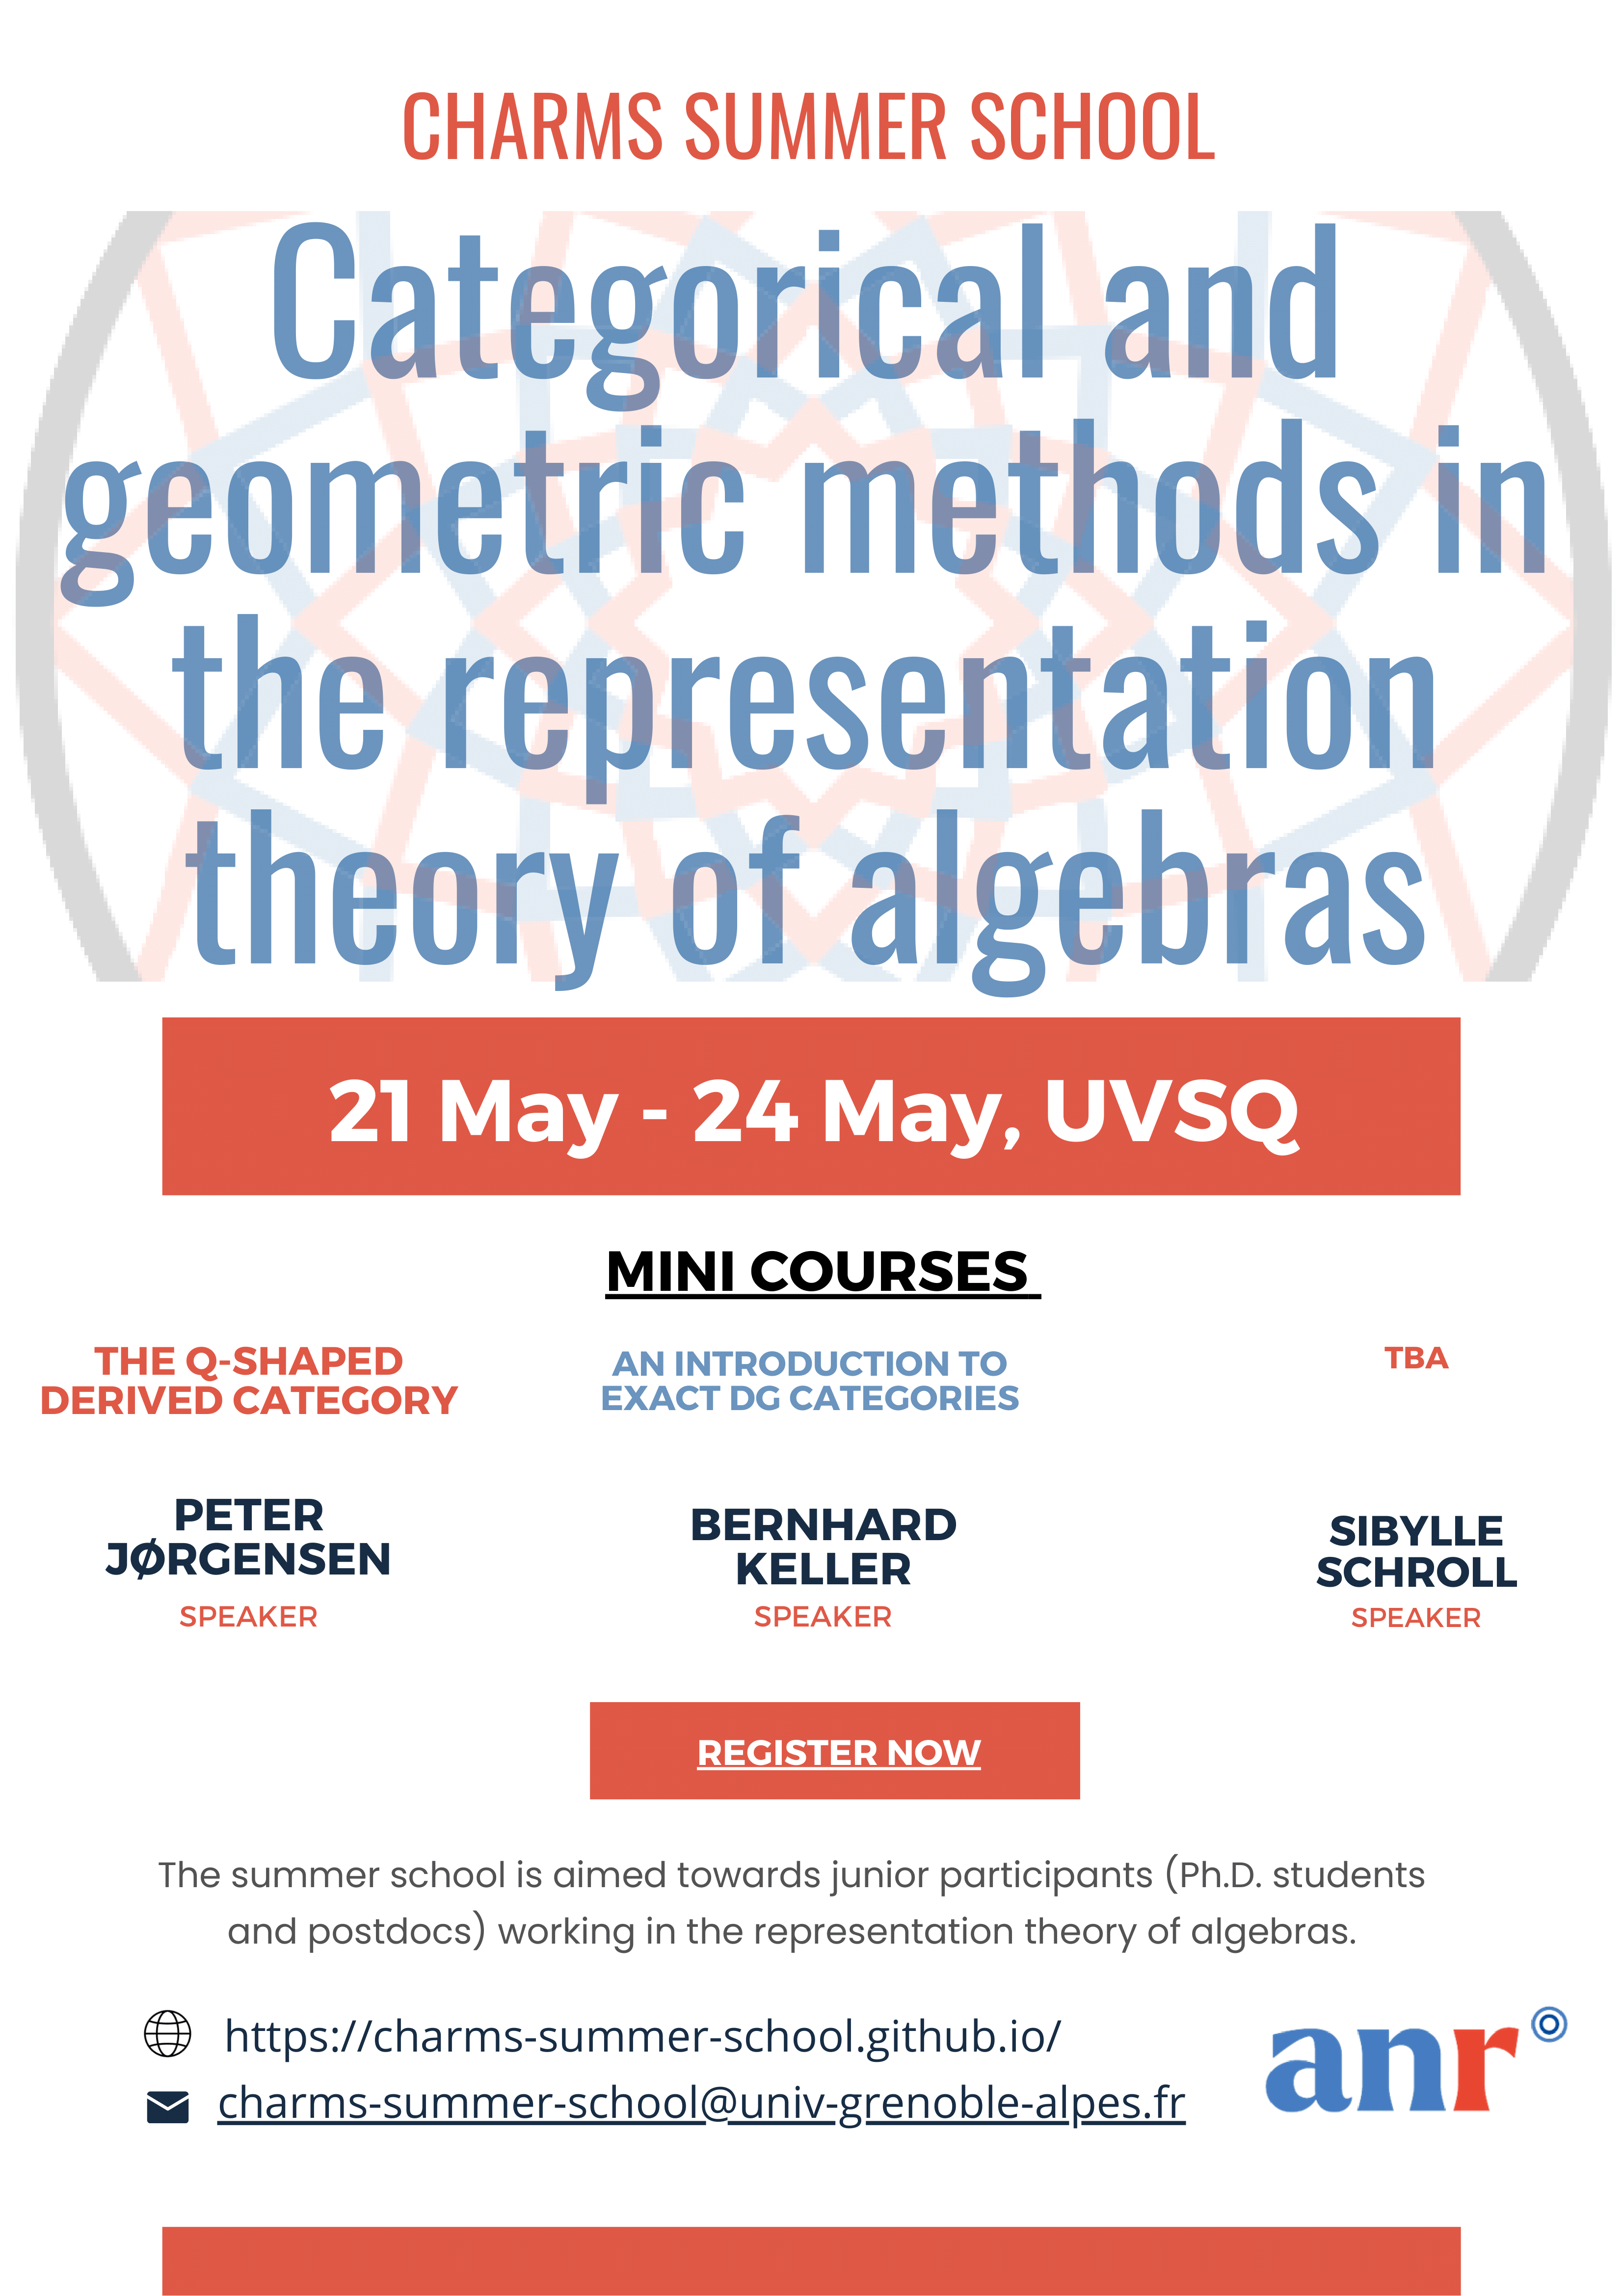 CHARMS SUMMER SCHOOL
Categorical and
geometric methods in
the representation
theory of algebras
21 May - 24 May, UVSQ
MINI COURSES
THE Q-SHAPED
DERIVED CATEGORY
PETER
JØRGENSEN
SPEAKER
AN INTRODUCTION TO
EXACT DG CATEGORIES
BERNHARD
KELLER
SPEAKER
TBA
SIBYLLE
SCHROLL
SPEAKER
REGISTER NOW
The summer school is aimed towards junior participants (Ph.D. students
and postdocs) working in the representation theory of algebras.
https://charms-summer-school.github.io/
charms-summer-school@univ-grenoble-alpes.fr
anr